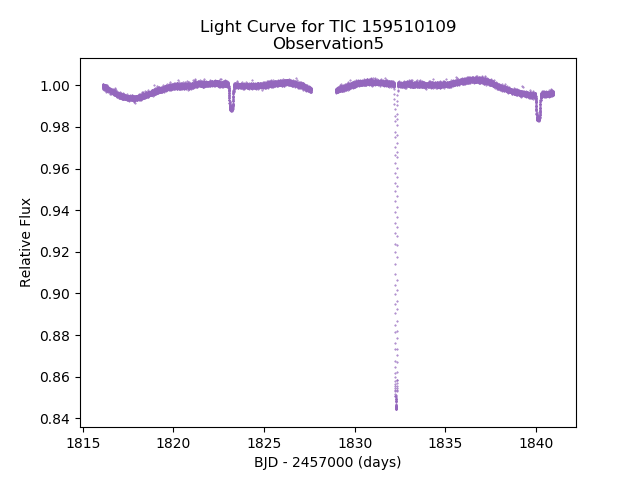 Light Curve for TIC 159510109
Observation5
Relative Flux
1.00
0.98
0.96
0.94
0.92
0.90
0.88
0.86
0.84
1815 1820 1825 1830 1835 1840
BJD - 2457000 (days)